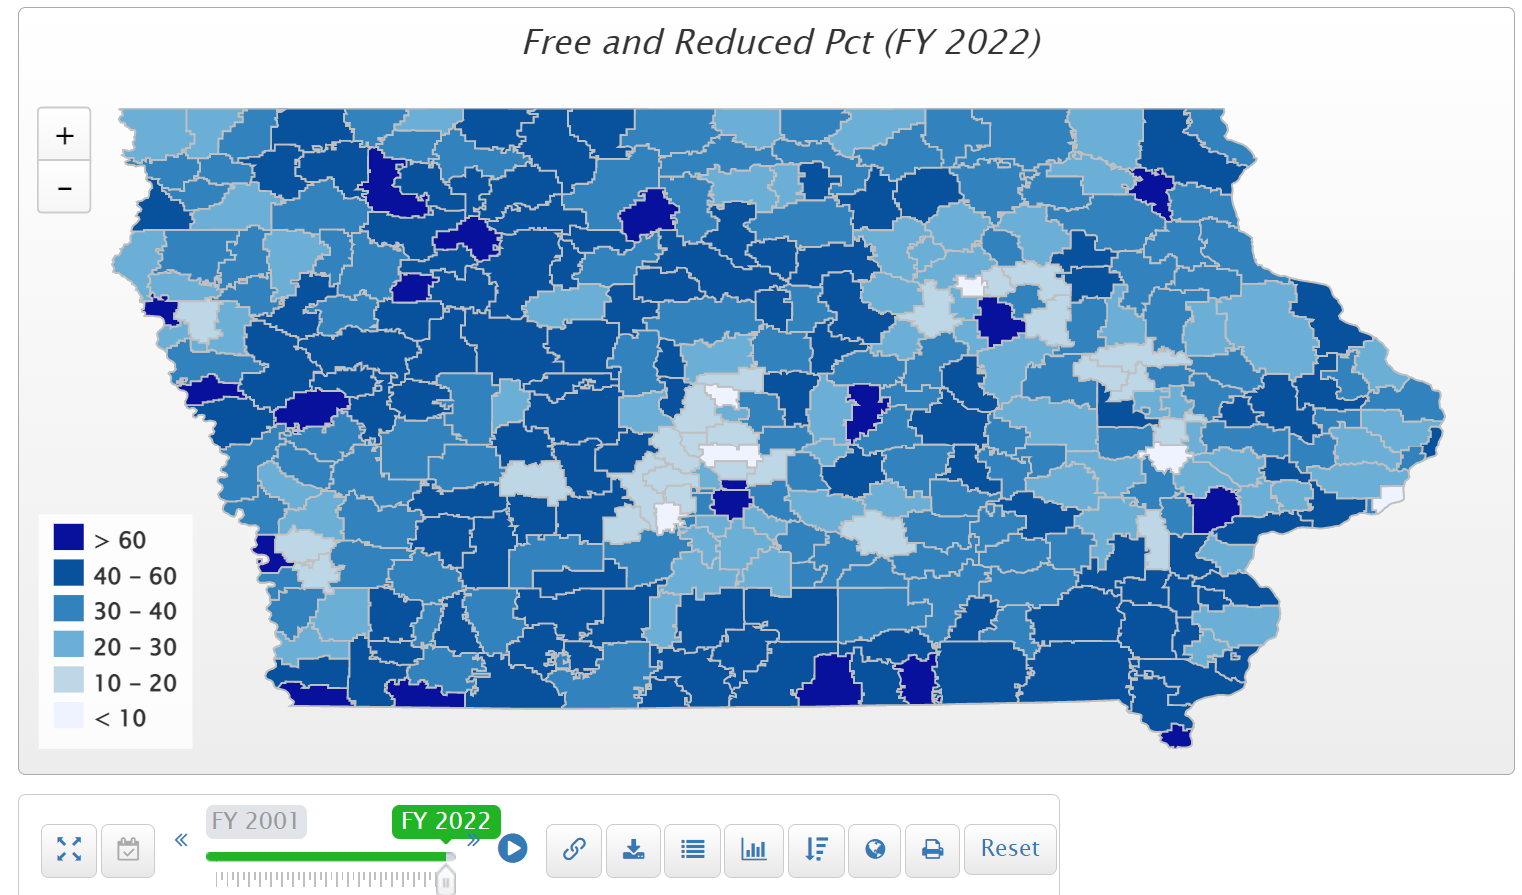 Free and Reduced Pct (FY 2022)
+
–
> 60
40 – 60
30 – 40
20 – 30
10 – 20
< 10
FY 2001
FY 2022
«
»
Reset